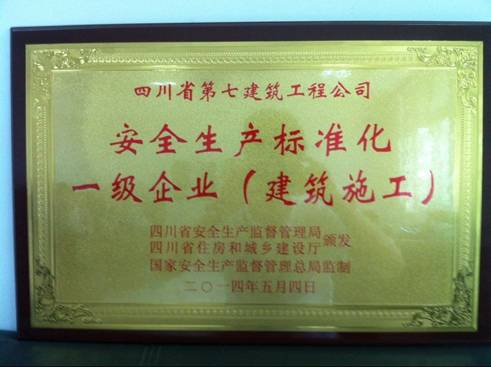 四川省第七建筑工程公司
安全生产标准化
一级企业（建筑施工）
四川省安全生产监督管理局
四川省住房和城乡建设厅
颁发
国家安全生产监督管理总局监制
二〇一四年五月四日